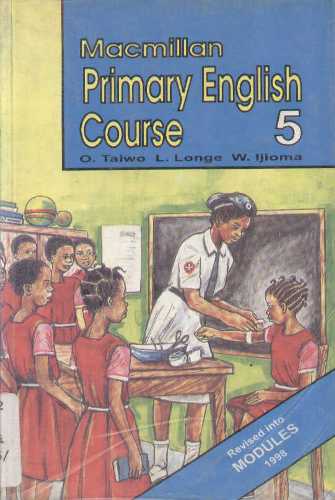 Macmillan
Primary English
Course 5
O. Taiwo L. Longe W. Ijioma
Revised into
MODULES
1998